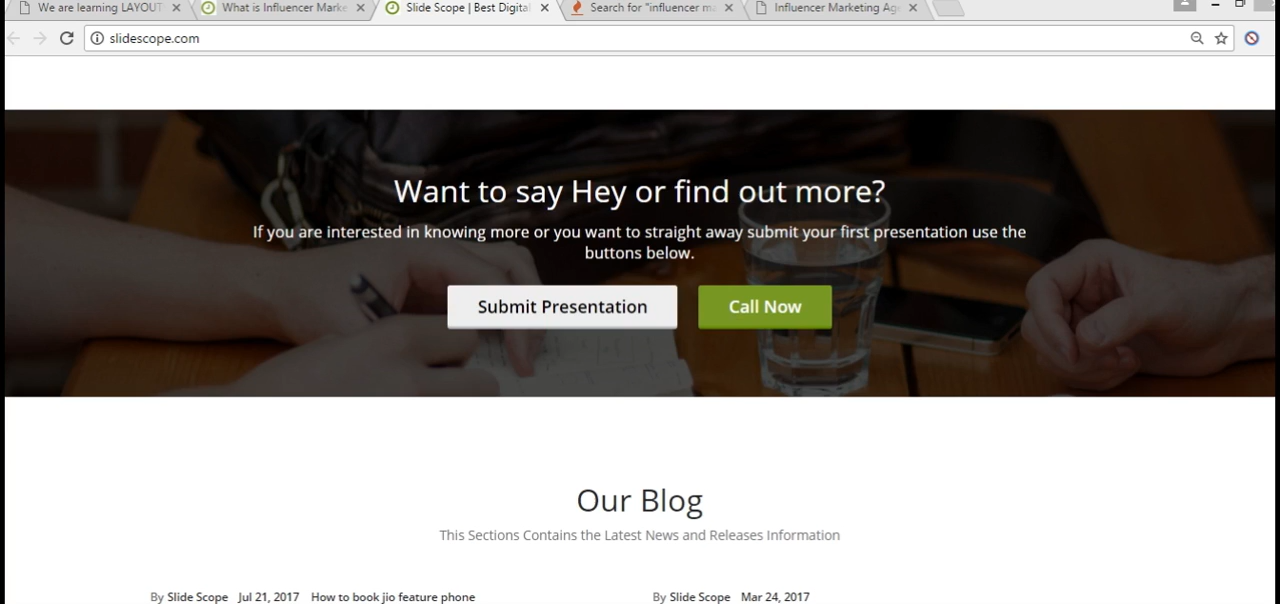 We are learning LAYOUT
What is Influencer Marke
Slide Scope | Best Digital
Search for "influencer ma
Influencer Marketing Ag
slidescope.com
Want to say Hey or find out more?
If you are interested in knowing more or you want to straight away submit your first presentation use the
buttons below.
Submit Presentation
Call Now
Our Blog
This Sections Contains the Latest News and Releases Information
By Slide Scope Jul 21, 2017 How to book jio feature phone
By Slide Scope Mar 24, 2017